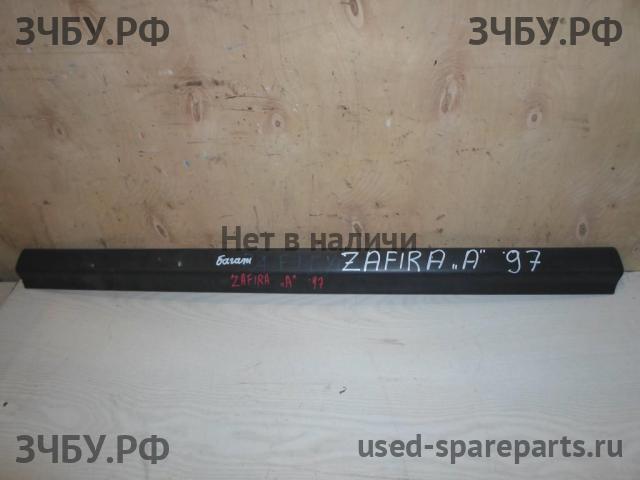 ЗЧБУ.РФ ЗЧБУ.РФ
Нет в наличи
багаж ZAFIRA „A" 97
ZAFIRA „A" 97
ЗЧБУ.РФ used-spareparts.ru